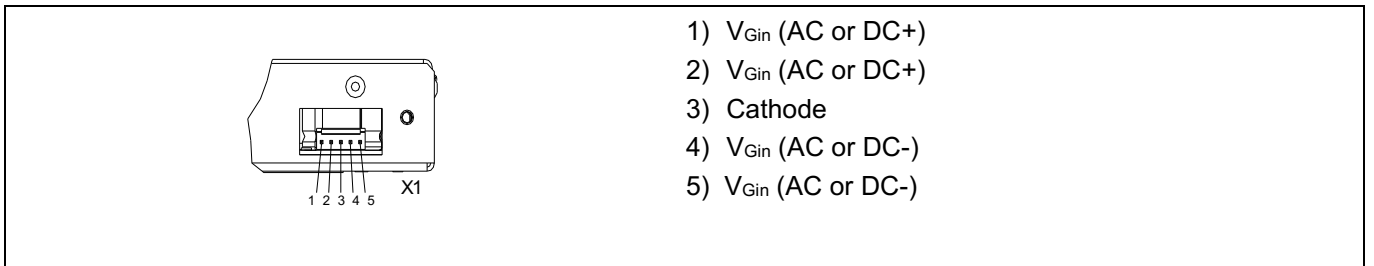 1) VGin (AC or DC+)
2) VGin (AC or DC+)
3) Cathode
4) VGin (AC or DC-)
5) VGin (AC or DC-)
1 2 3 4 5 X1